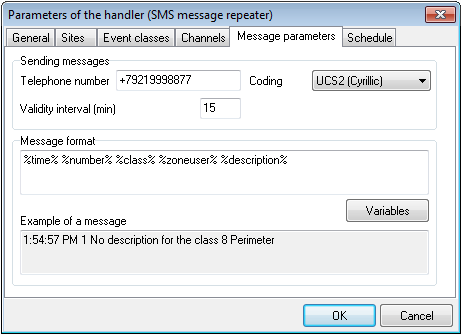 Parameters of the handler (SMS message repeater)
General Sites Event classes Channels Message parameters Schedule
Sending messages
Telephone number +79219998877 Coding UCS2 (Cyrillic)
Validity interval (min) 15
Message format
%time% %number% %class% %zoneuser% %description%
Variables
Example of a message
1:54:57 PM 1 No description for the class 8 Perimeter
OK Cancel